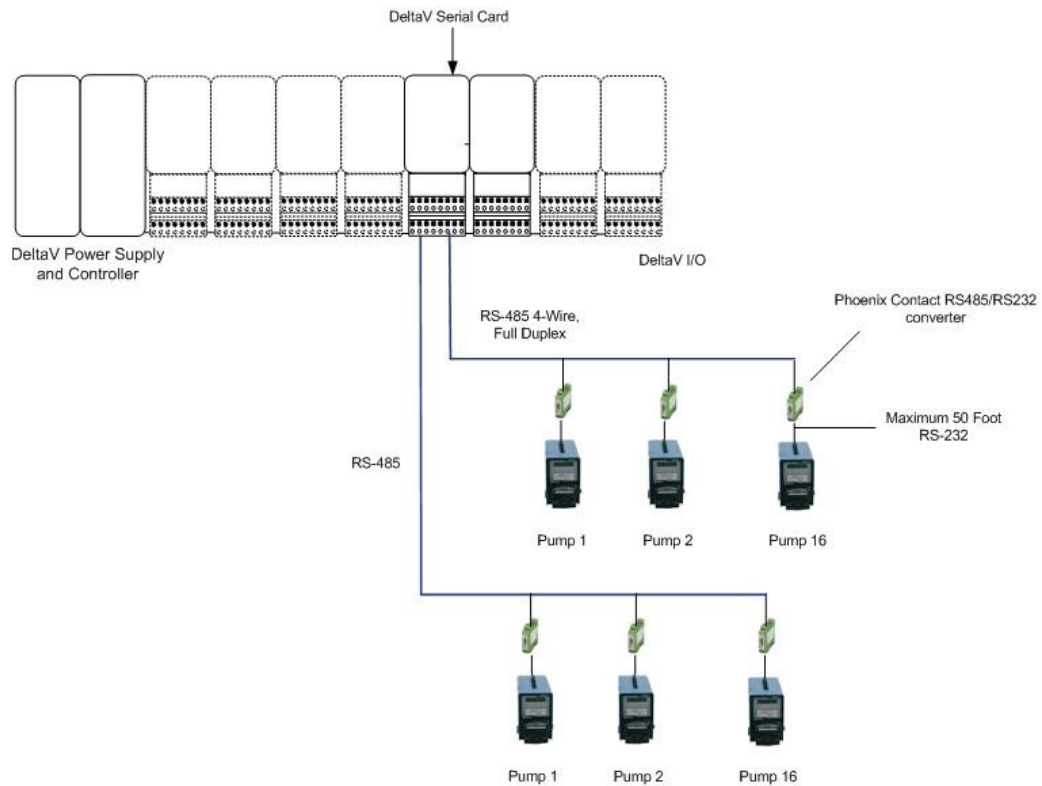 DeltaV Serial Card
DeltaV Power Supply
and Controller
DeltaV I/O
RS-485 4-Wire,
Full Duplex
Phoenix Contact RS485/RS232
converter
Maximum 50 Foot
RS-232
RS-485
Pump 1
Pump 2
Pump 16
Pump 1
Pump 2
Pump 16